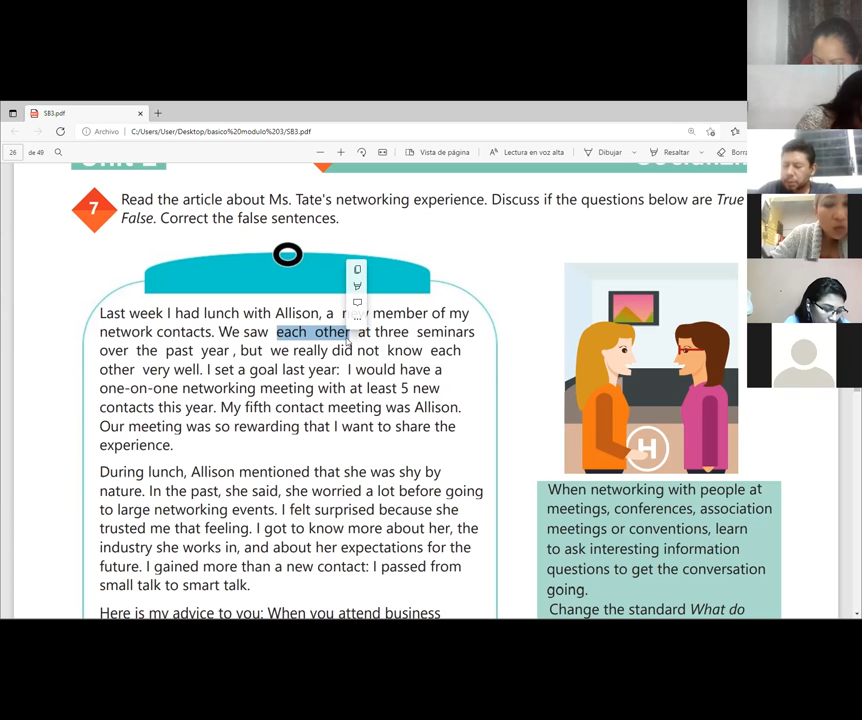 SB3.pdf
Archivo
C:/Users/User/Desktop/basico%20modulo%203/SB3.pdf
26 de 49
Vista de página
Lectura en voz alta
Dibujar
Resaltar
7
Read the article about Ms. Tate's networking experience. Discuss if the questions below are True
False. Correct the false sentences.
Last week I had lunch with Allison, a new member of my
network contacts. We saw each other at three seminars
over the past year , but we really did not know each
other very well. I set a goal last year: I would have a
one-on-one networking meeting with at least 5 new
contacts this year. My fifth contact meeting was Allison.
Our meeting was so rewarding that I want to share the
experience.
During lunch, Allison mentioned that she was shy by
nature. In the past, she said, she worried a lot before going
to large networking events. I felt surprised because she
trusted me that feeling. I got to know more about her, the
industry she works in, and about her expectations for the
future. I gained more than a new contact: I passed from
small talk to smart talk.
Here is my advice to you: When you attend business
H
When networking with people at
meetings, conferences, association
meetings or conventions, learn
to ask interesting information
questions to get the conversation
going.
Change the standard What do